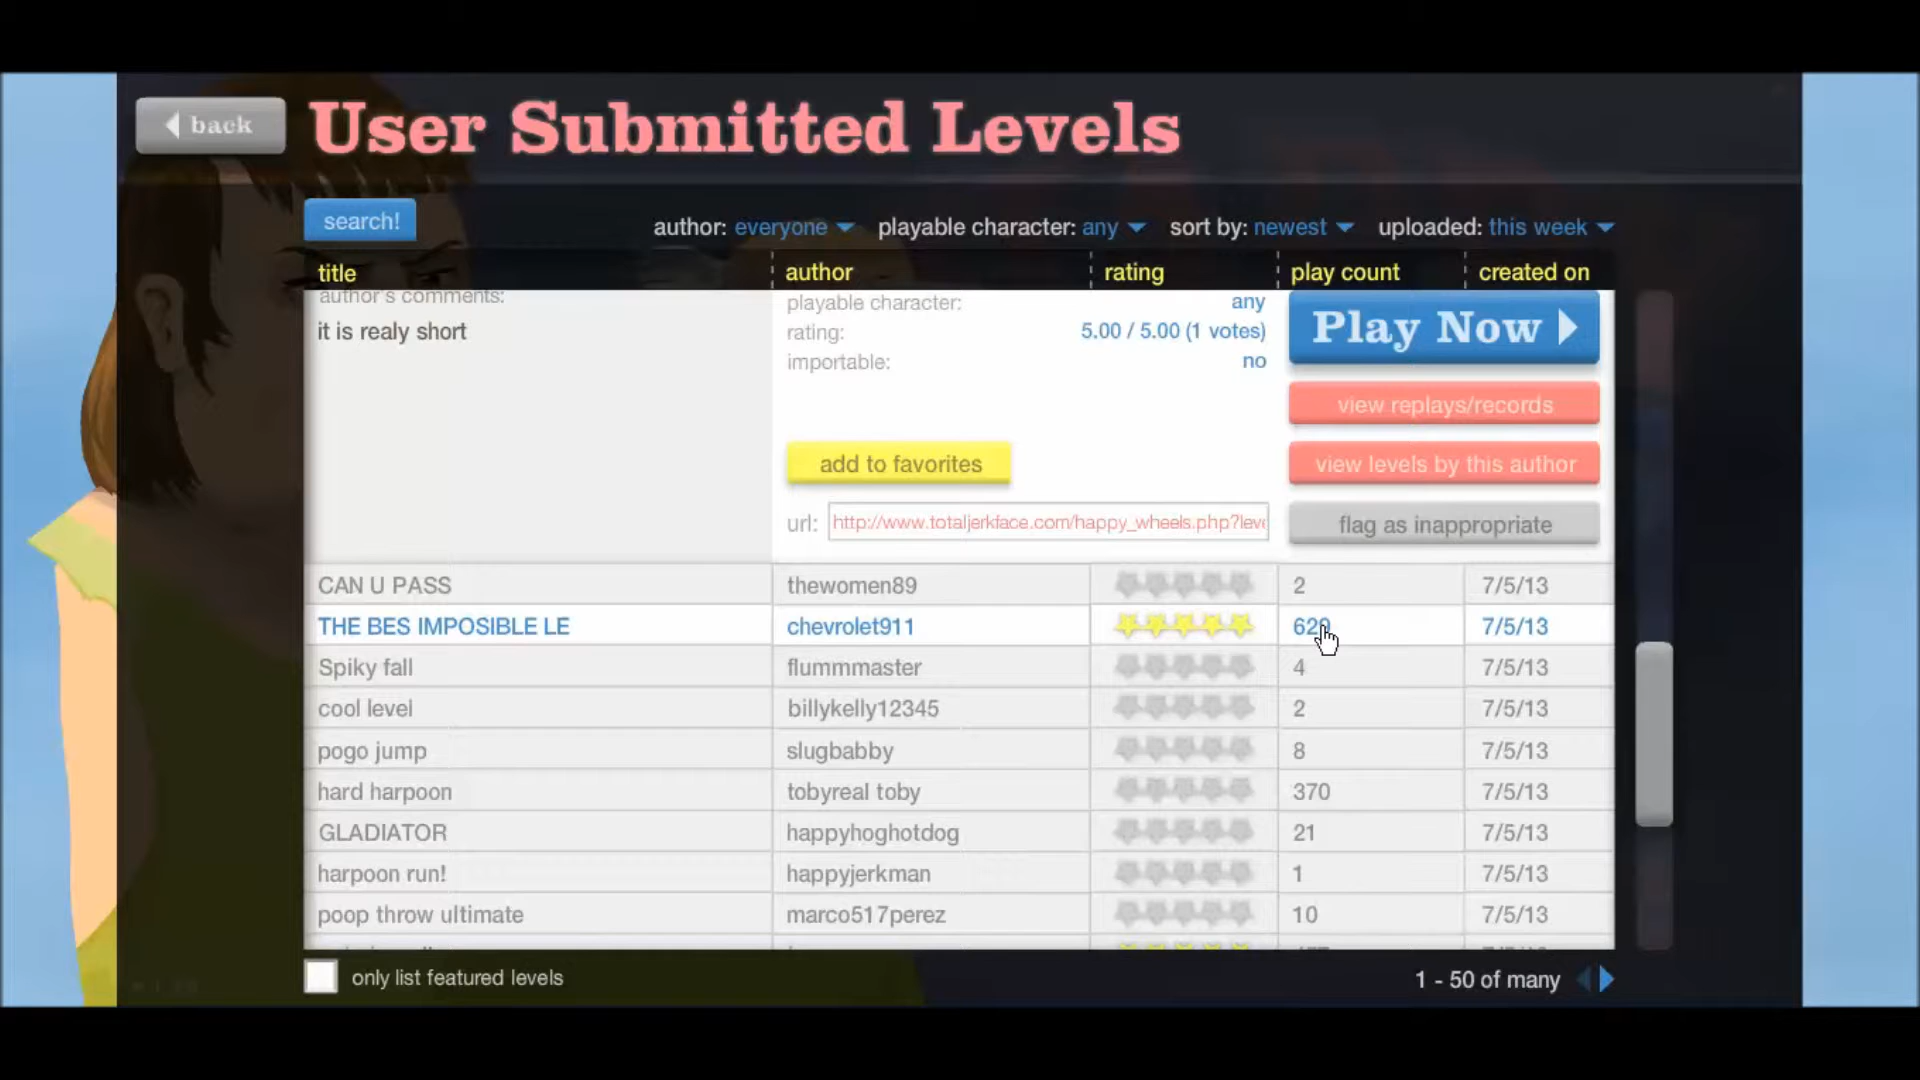 back
User Submitted Levels
search!
author: everyone playable character: any sort by: newest uploaded: this week
title author rating play count created on
author's comments:
it is realy short
playable character: any
rating: 5.00 / 5.00 (1 votes)
importable: no
Play Now
view replays/records
add to favorites
view levels by this author
url: http://www.totaljerkface.com/happy_wheels.php?leve
flag as inappropriate
CAN U PASS thewomen89 2 7/5/13
THE BES IMPOSIBLE LE chevrolet911 7/5/13
Spiky fall flummmaster 4 7/5/13
cool level billykelly12345 2 7/5/13
pogo jump slugbabby 8 7/5/13
hard harpoon tobyreal toby 370 7/5/13
GLADIATOR happyhoghotdog 21 7/5/13
harpoon run! happyjerkman 1 7/5/13
poop throw ultimate marco517perez 10 7/5/13
only list featured levels
1 - 50 of many